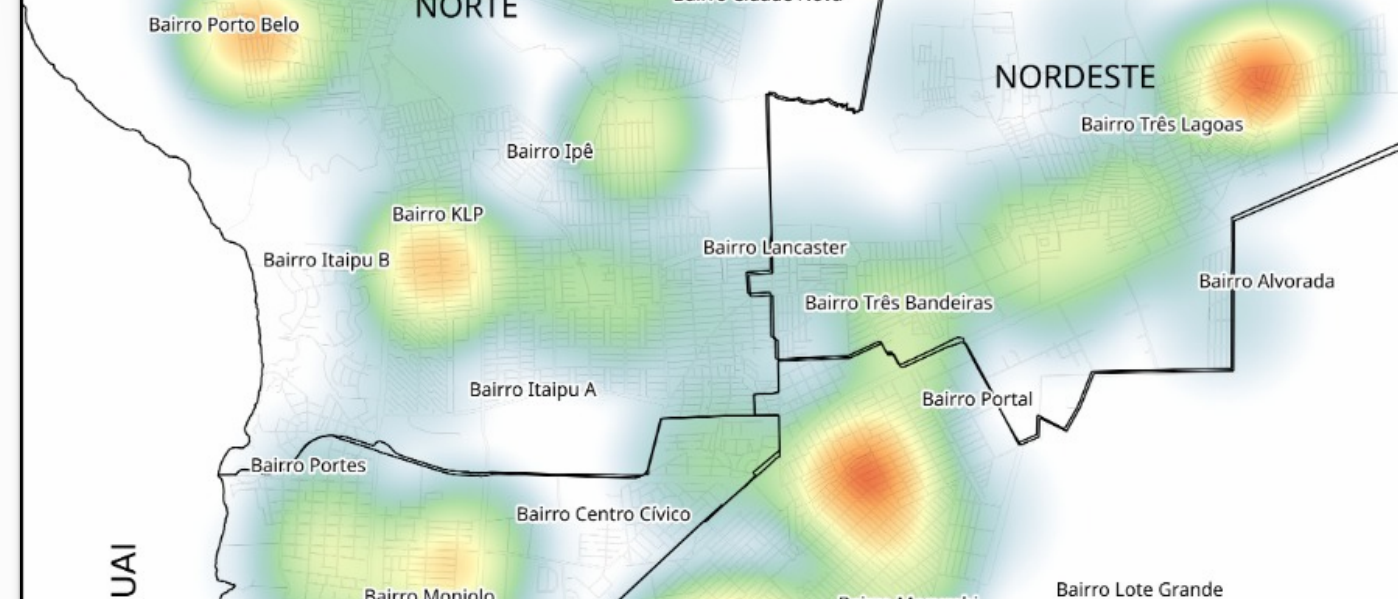 NORTE
Bairro Porto Belo
NORDESTE
Bairro Três Lagoas
Bairro Ipê
Bairro KLP
Bairro Itaipu B
Bairro Lancaster
Bairro Alvorada
Bairro Três Bandeiras
Bairro Itaipu A
Bairro Portal
Bairro Portes
Bairro Centro Cívico
UAI
Bairro Monjolo
Bairro Lote Grande